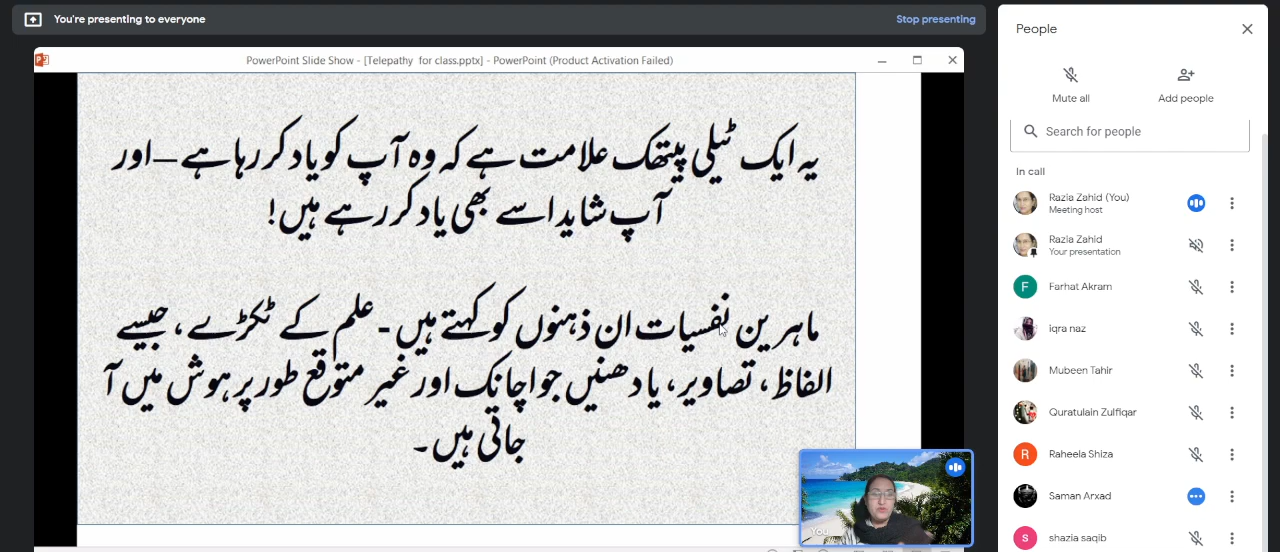 You're presenting to everyone
Stop presenting
PowerPoint Slide Show - [Telepathy for class.pptx] - PowerPoint (Product Activation Failed)
یہ ایک ٹیلی پیتھک علامت ہے کہ وہ آپ کو یاد کر رہا ہے – اور
آپ شاید اسے بھی یاد کر رہے ہیں!
ماہرین نفسیات ان ذہنوں کو کہتے ہیں - علم کے ٹکڑے، جیسے
الفاظ، تصاویر، یا دھنیں جو اچانک اور غیر متوقع طور پر ہوش میں آ
جاتی ہیں۔
You
People
Mute all
Add people
Search for people
In call
Razia Zahid (You)
Meeting host
Razia Zahid
Your presentation
F
Farhat Akram
iqra naz
Mubeen Tahir
Quratulain Zulfiqar
R
Raheela Shiza
Saman Arxad
s
shazia saqib